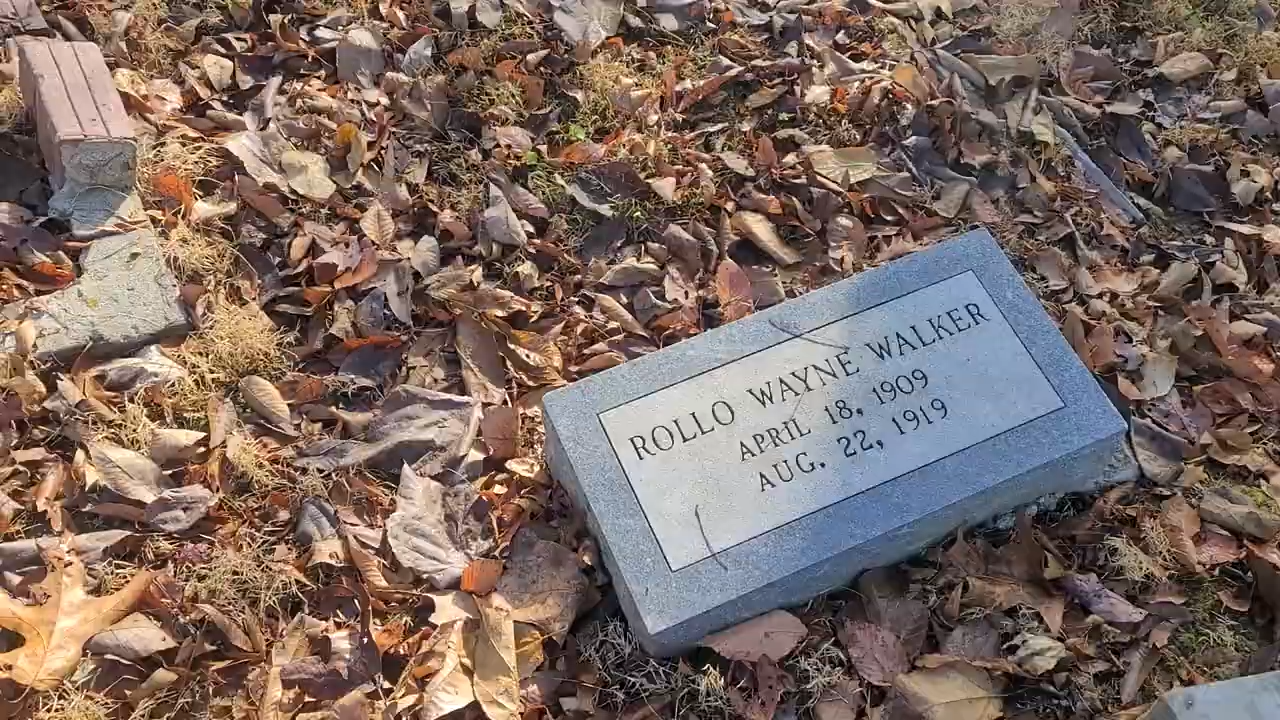 ROLLO WAYNE WALKER
APRIL 18, 1909
AUG. 22, 1919